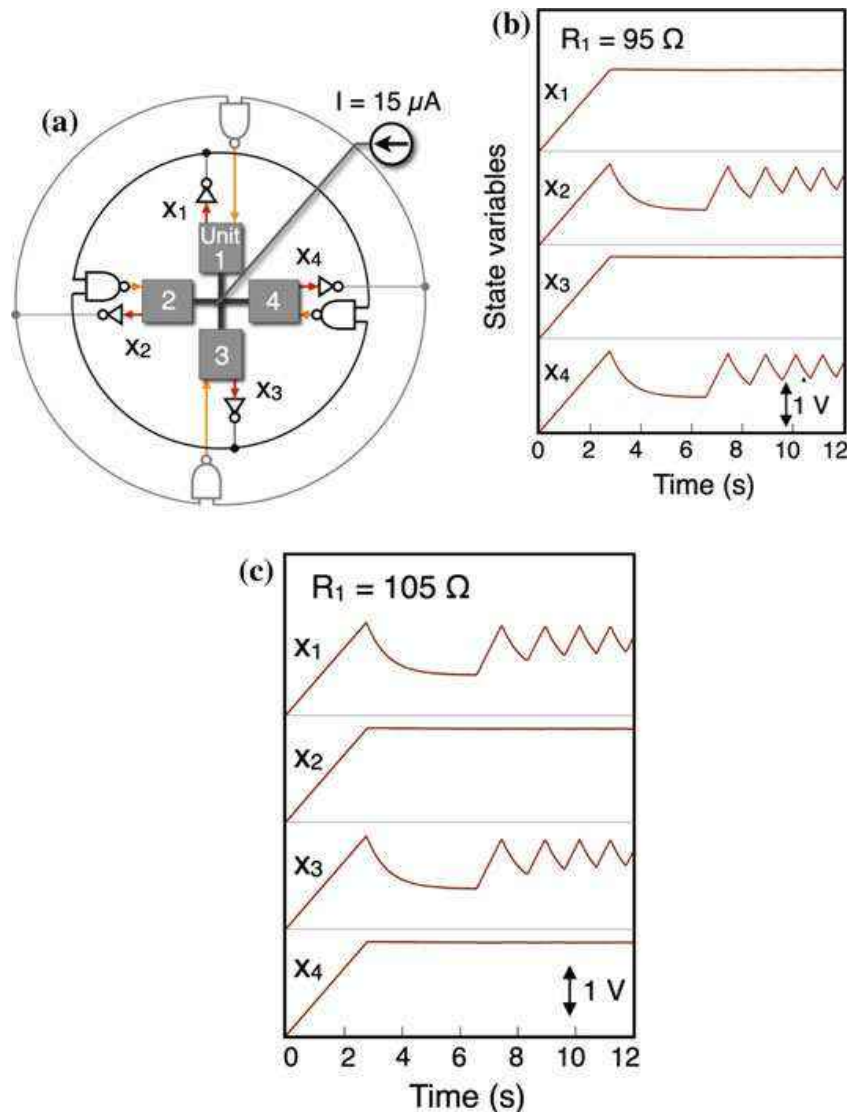 (a)
I = 15 µA
X1
Unit
1
X4
2
4
X2
3
X3
(b)
R1 = 95 Ω
X1
X2
X3
X4
1 V
State variables
0 2 4 6 8 10 12
Time (s)
(c)
R1 = 105 Ω
X1
X2
X3
X4
1 V
0 2 4 6 8 10 12
Time (s)